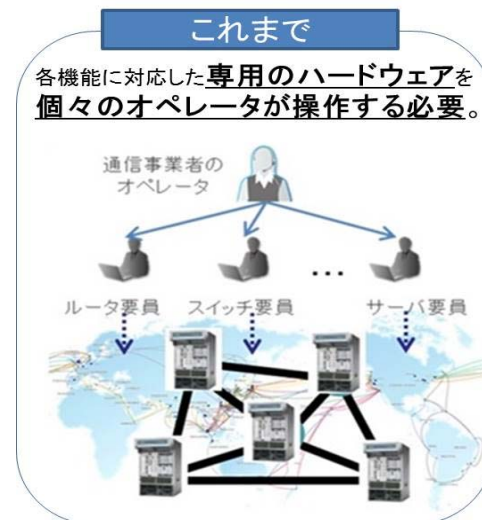 これまで
各機能に対応した専用のハードウェアを
個々のオペレータが操作する必要。
通信事業者の
オペレータ
…
ルータ要員 スイッチ要員 サーバ要員